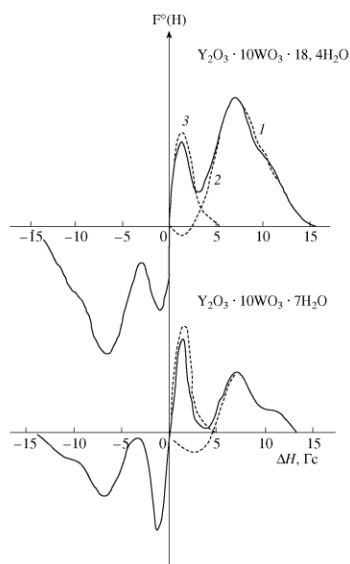 F°(H)
Y₂O₃ · 10WO₃ · 18, 4H₂O
3
1
2
−15 −10 −5 0 5 10 15
Y₂O₃ · 10WO₃ · 7H₂O
−15 −10 −5 0 5 10 15
ΔH, Гс